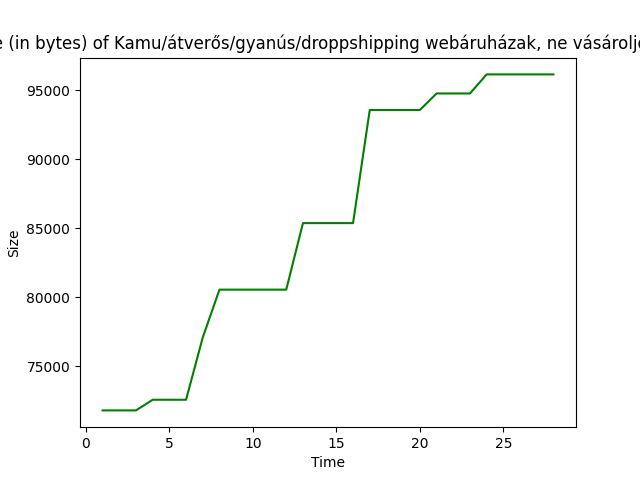 (in bytes) of Kamu/átverős/gyanús/droppshipping webáruházak, ne
95000
90000
85000
80000
75000
Size
0 5 10 15 20 25
Time